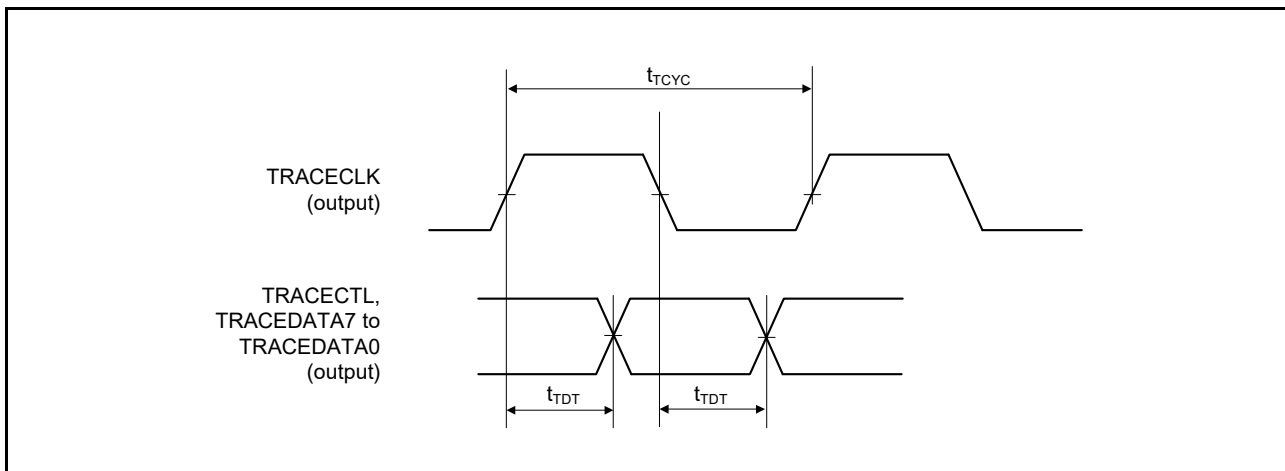 tTCYC
TRACECLK
(output)
TRACECTL,
TRACEDATA7 to
TRACEDATA0
(output)
tTDT
tTDT